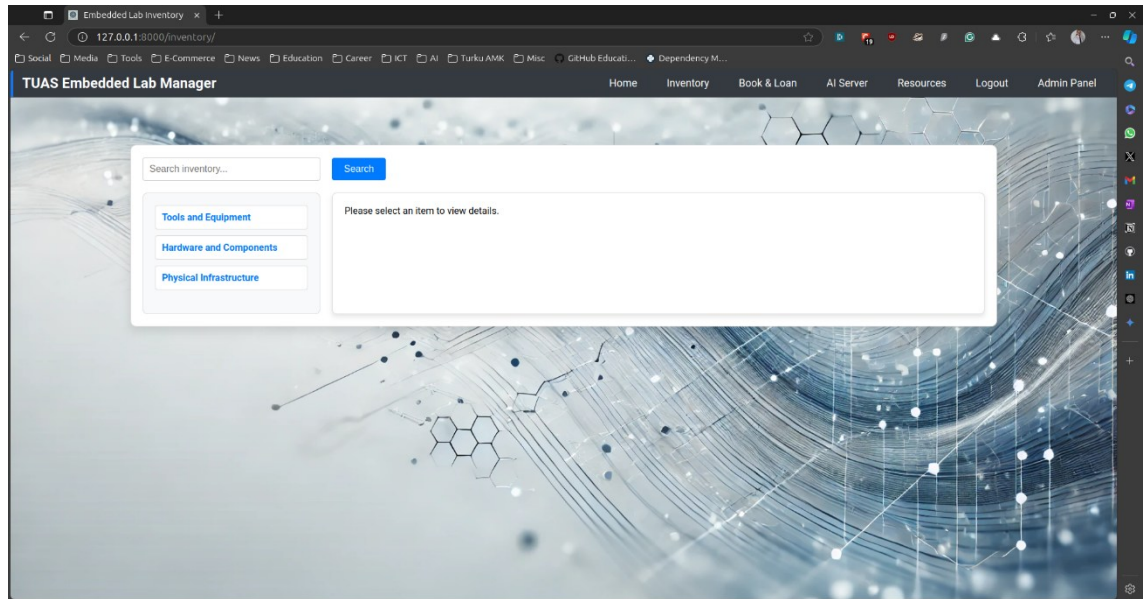 Embedded Lab Inventory
127.0.0.1:8000/inventory/
Social Media Tools E-Commerce News Education Career ICT AI Turku AMK Misc GitHub Educati... Dependency M...
TUAS Embedded Lab Manager Home Inventory Book & Loan AI Server Resources Logout Admin Panel
Search inventory... Search
Tools and Equipment
Hardware and Components
Physical Infrastructure
Please select an item to view details.